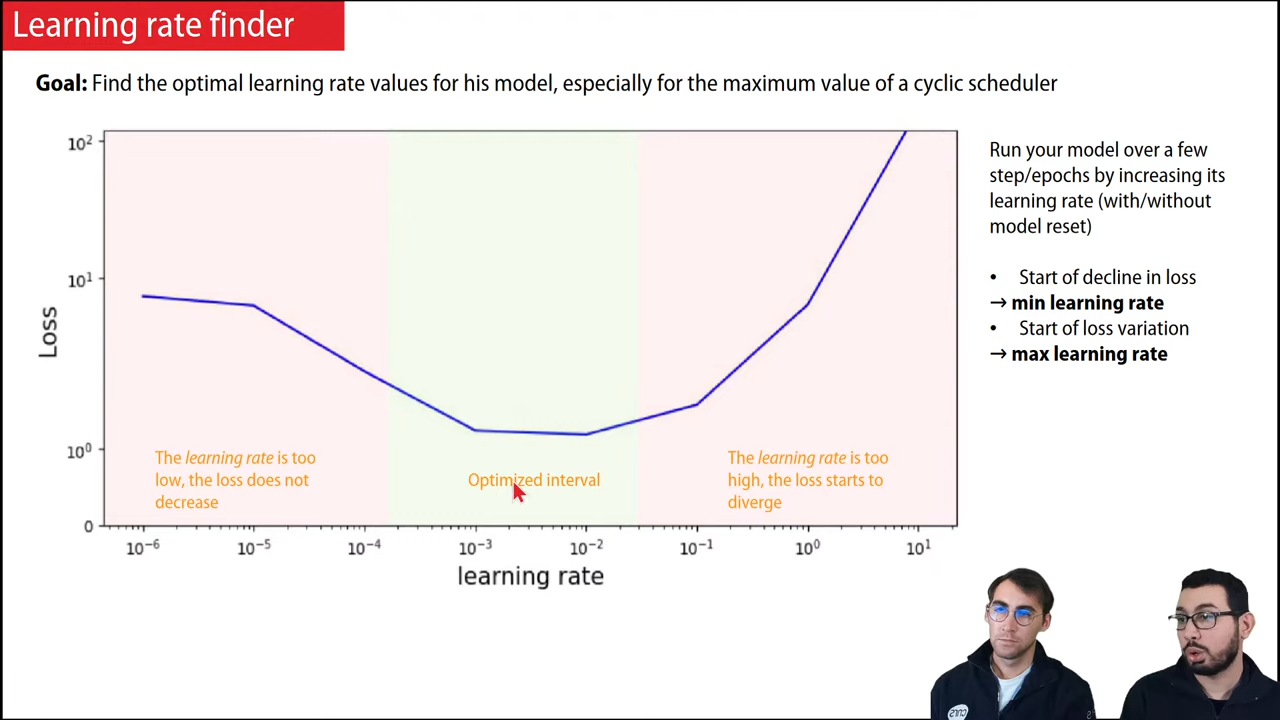 Learning rate finder
Goal: Find the optimal learning rate values for his model, especially for the maximum value of a cyclic scheduler
10²
10¹
10⁰
0
Loss
The learning rate is too
low, the loss does not
decrease
Optimized interval
The learning rate is too
high, the loss starts to
diverge
10⁻⁶ 10⁻⁵ 10⁻⁴ 10⁻³ 10⁻² 10⁻¹ 10⁰ 10¹
learning rate
Run your model over a few
step/epochs by increasing its
learning rate (with/without
model reset)
• Start of decline in loss
→ min learning rate
• Start of loss variation
→ max learning rate